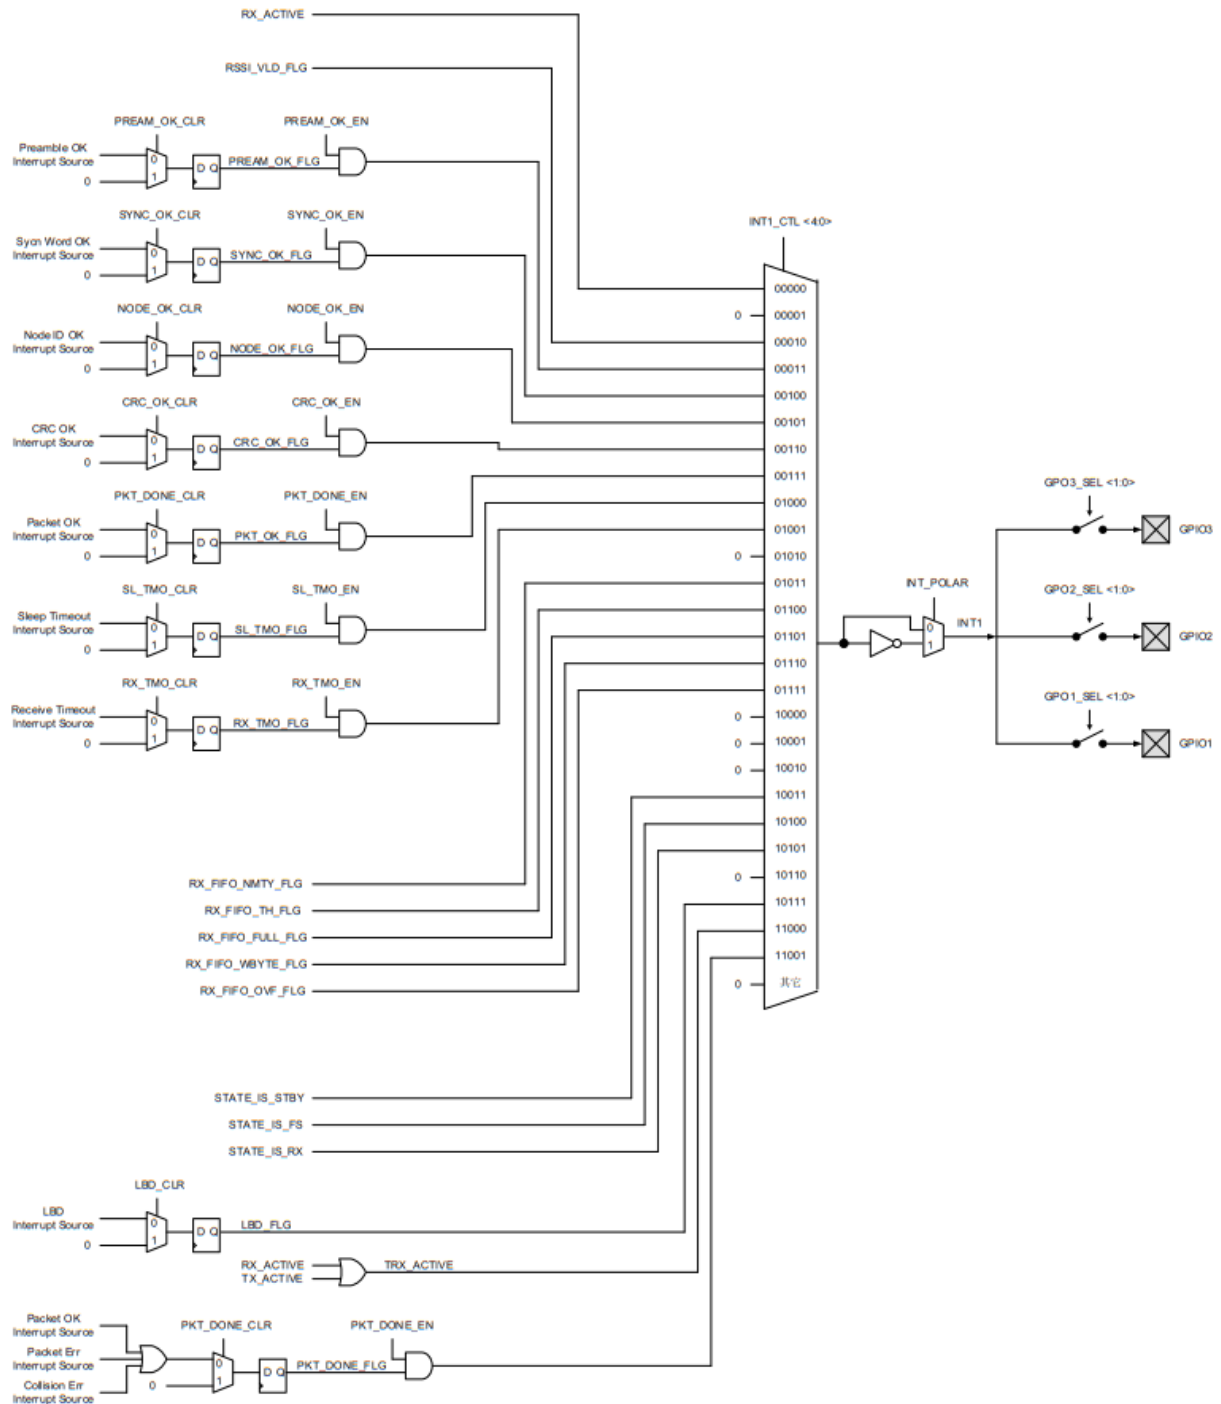 RX_ACTIVE
RSSI_VLD_FLG
PREAM_OK_CLR
PREAM_OK_EN
Preamble OK
Interrupt Source
0
0
1
D Q
PREAM_OK_FLG
SYNC_OK_CLR
SYNC_OK_EN
Sycn Word OK
Interrupt Source
0
0
1
D Q
SYNC_OK_FLG
NODE_OK_CLR
NODE_OK_EN
Node ID OK
Interrupt Source
0
0
1
D Q
NODE_OK_FLG
CRC_OK_CLR
CRC_OK_EN
CRC OK
Interrupt Source
0
0
1
D Q
CRC_OK_FLG
PKT_DONE_CLR
PKT_DONE_EN
Packet OK
Interrupt Source
0
0
1
D Q
PKT_OK_FLG
SL_TMO_CLR
SL_TMO_EN
Sleep Timeout
Interrupt Source
0
0
1
D Q
SL_TMO_FLG
RX_TMO_CLR
RX_TMO_EN
Receive Timeout
Interrupt Source
0
0
1
D Q
RX_TMO_FLG
RX_FIFO_NMTY_FLG
RX_FIFO_TH_FLG
RX_FIFO_FULL_FLG
RX_FIFO_WBYTE_FLG
RX_FIFO_OVF_FLG
STATE_IS_STBY
STATE_IS_FS
STATE_IS_RX
LBD_CLR
LBD
Interrupt Source
0
0
1
D Q
LBD_FLG
RX_ACTIVE
TX_ACTIVE
TRX_ACTIVE
Packet OK
Interrupt Source
Packet Err
Interrupt Source
Collision Err
Interrupt Source
PKT_DONE_CLR
PKT_DONE_EN
0
0
1
D Q
PKT_DONE_FLG
INT1_CTL <4:0>
00000
0 00001
00010
00011
00100
00101
00110
00111
01000
01001
0 01010
01011
01100
01101
01110
01111
0 10000
0 10001
0 10010
10011
10100
10101
0 10110
10111
11000
11001
0 其它
INT_POLAR
0
1
INT1
GPO3_SEL <1:0>
GPIO3
GPO2_SEL <1:0>
GPIO2
GPO1_SEL <1:0>
GPIO1